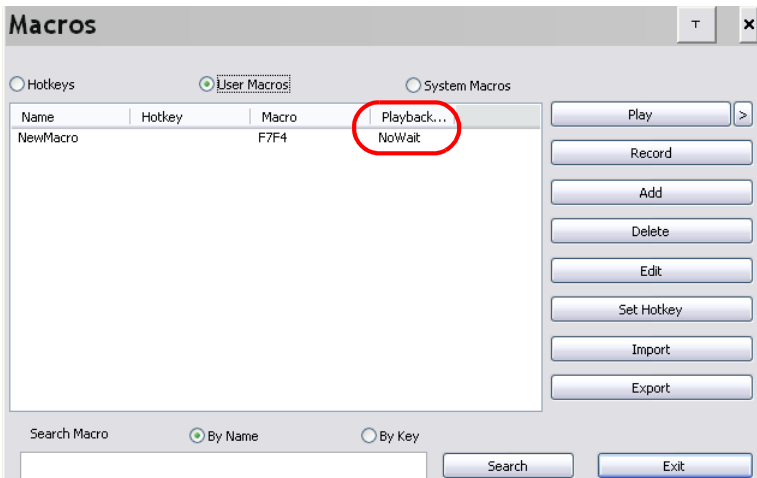 Macros
T ×
Hotkeys User Macros System Macros
Name Hotkey Macro Playback...
NewMacro F7F4 NoWait
Play >
Record
Add
Delete
Edit
Set Hotkey
Import
Export
Search Macro By Name By Key
Search Exit